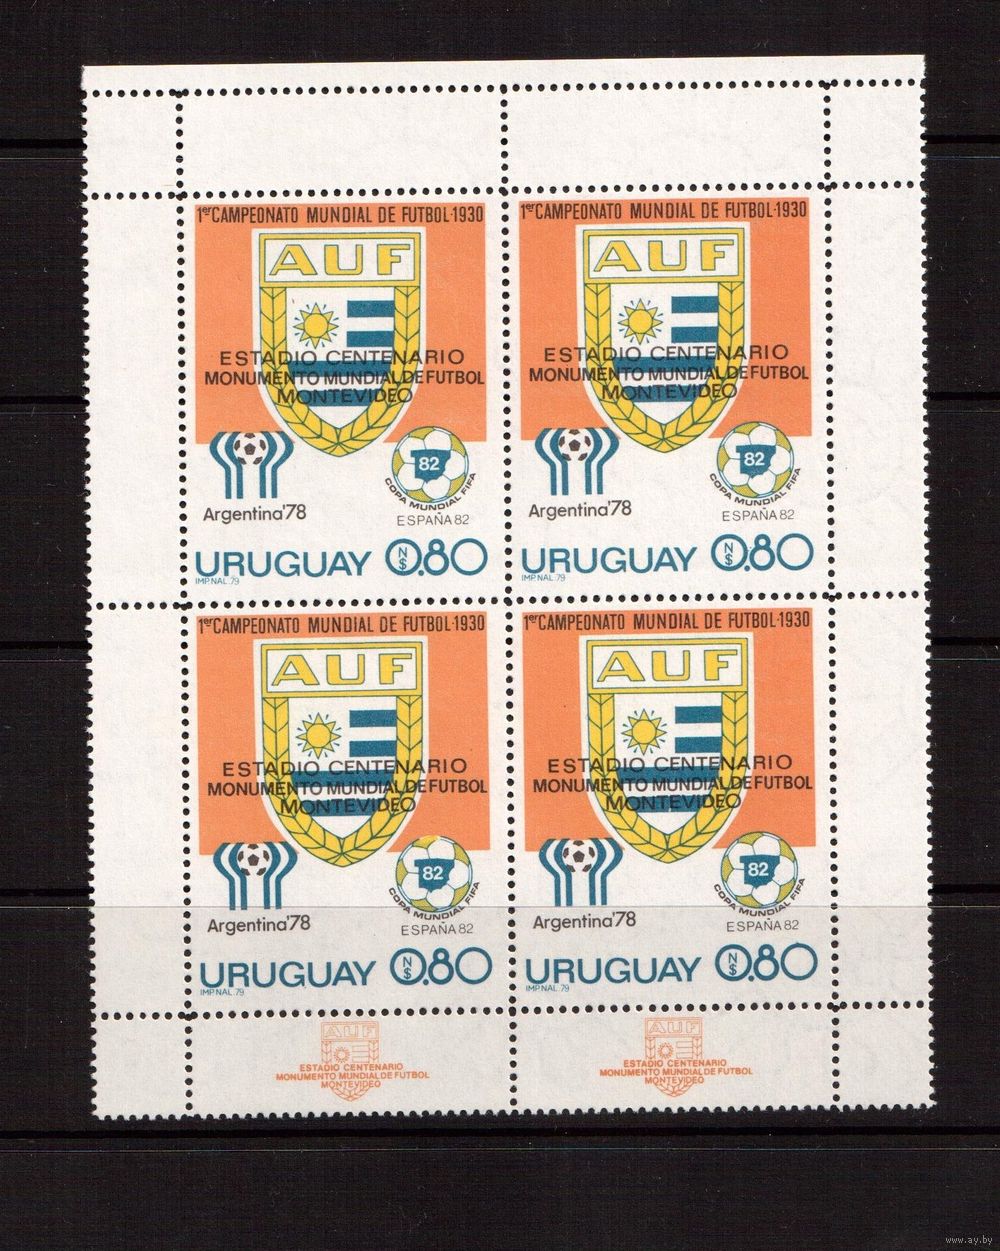 1er CAMPEONATO MUNDIAL DE FUTBOL-1930
AUF
ESTADIO CENTENARIO
MONUMENTO MUNDIAL DE FUTBOL
MONTEVIDEO
82
COPA MUNDIAL FIFA
Argentina'78
ESPAÑA 82
URUGUAY N$0.80
IMP.NAL.79
1er CAMPEONATO MUNDIAL DE FUTBOL-1930
AUF
ESTADIO CENTENARIO
MONUMENTO MUNDIAL DE FUTBOL
MONTEVIDEO
82
COPA MUNDIAL FIFA
Argentina'78
ESPAÑA 82
URUGUAY N$0.80
IMP.NAL.79
1er CAMPEONATO MUNDIAL DE FUTBOL-1930
AUF
ESTADIO CENTENARIO
MONUMENTO MUNDIAL DE FUTBOL
MONTEVIDEO
82
COPA MUNDIAL FIFA
Argentina'78
ESPAÑA 82
URUGUAY N$0.80
IMP.NAL.79
1er CAMPEONATO MUNDIAL DE FUTBOL-1930
AUF
ESTADIO CENTENARIO
MONUMENTO MUNDIAL DE FUTBOL
MONTEVIDEO
82
COPA MUNDIAL FIFA
Argentina'78
ESPAÑA 82
URUGUAY N$0.80
IMP.NAL.79
AUF
ESTADIO CENTENARIO
MONUMENTO MUNDIAL DE FUTBOL
MONTEVIDEO
AUF
ESTADIO CENTENARIO
MONUMENTO MUNDIAL DE FUTBOL
MONTEVIDEO
www.ay.by